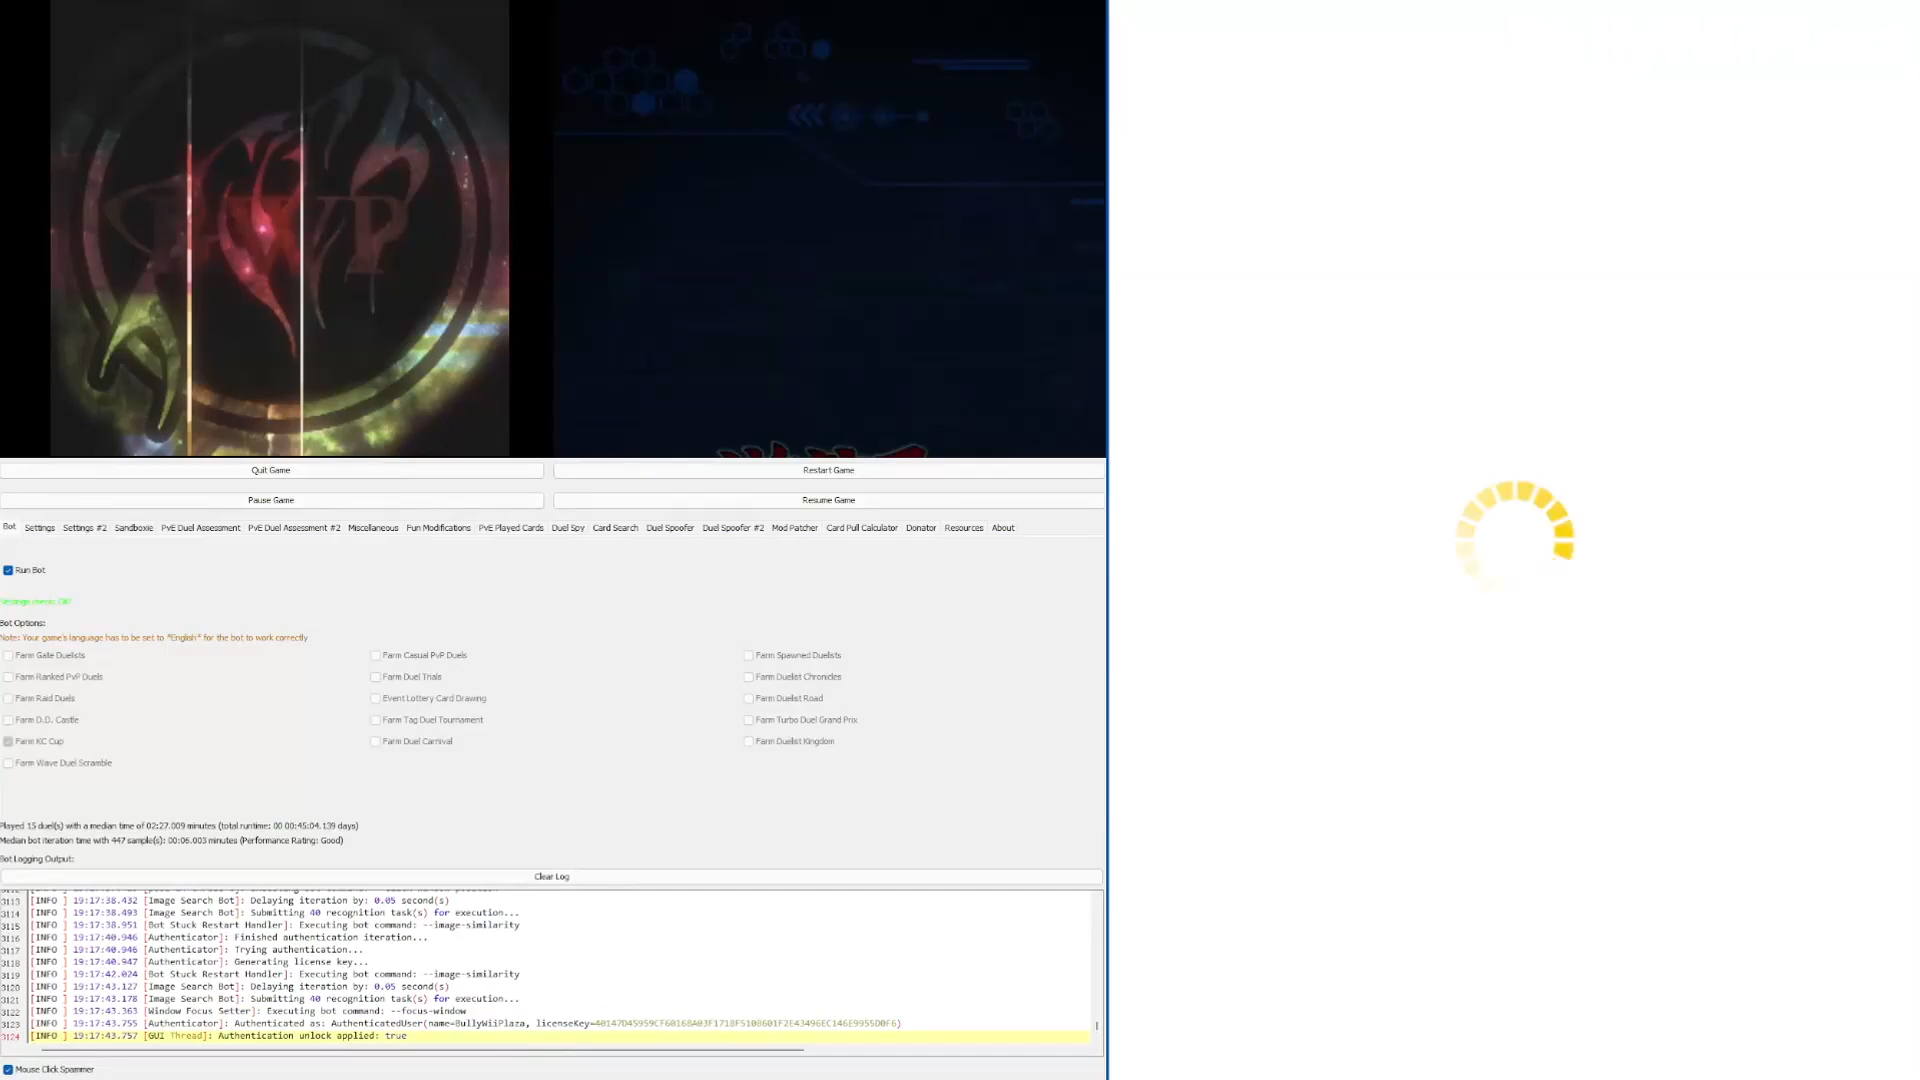 Quit Game
Restart Game
Pause Game
Resume Game
Bot Settings Settings #2 Sandboxie PvE Duel Assessment PvE Duel Assessment #2 Miscellaneous Fun Modifications PvE Played Cards Duel Spy Card Search Duel Spoofer Duel Spoofer #2 Mod Patcher Card Pull Calculator Donator Resources About
Run Bot
Bot Options:
Note: Your game's language has to be set to "English" for the bot to work correctly
Farm Gate Duelists
Farm Casual PvP Duels
Farm Spawned Duelists
Farm Ranked PvP Duels
Farm Duel Trials
Farm Duelist Chronicles
Farm Raid Duels
Event Lottery Card Drawing
Farm Duelist Road
Farm D.D. Castle
Farm Tag Duel Tournament
Farm Turbo Duel Grand Prix
Farm KC Cup
Farm Duel Carnival
Farm Duelist Kingdom
Farm Wave Duel Scramble
Played 15 duel(s) with a median time of 02:27.009 minutes (total runtime: 00 00:45:04.139 days)
Median bot iteration time with 447 sample(s): 00:06.003 minutes (Performance Rating: Good)
Bot Logging Output:
Clear Log
3113 [INFO ] 19:17:38.432 [Image Search Bot]: Delaying iteration by: 0.05 second(s)
3114 [INFO ] 19:17:38.493 [Image Search Bot]: Submitting 40 recognition task(s) for execution...
3115 [INFO ] 19:17:38.951 [Bot Stuck Restart Handler]: Executing bot command: --image-similarity
3116 [INFO ] 19:17:40.946 [Authenticator]: Finished authentication iteration...
3117 [INFO ] 19:17:40.946 [Authenticator]: Trying authentication...
3118 [INFO ] 19:17:40.947 [Authenticator]: Generating license key...
3119 [INFO ] 19:17:42.024 [Bot Stuck Restart Handler]: Executing bot command: --image-similarity
3120 [INFO ] 19:17:43.127 [Image Search Bot]: Delaying iteration by: 0.05 second(s)
3121 [INFO ] 19:17:43.178 [Image Search Bot]: Submitting 40 recognition task(s) for execution...
3122 [INFO ] 19:17:43.363 [Window Focus Setter]: Executing bot command: --focus-window
3123 [INFO ] 19:17:43.755 [Authenticator]: Authenticated as: AuthenticatedUser(name=BullyWiiPlaza, licenseKey=40147D45959CF60168A03F1718F5108601F2E43496EC146E9955D0F6)
3124 [INFO ] 19:17:43.757 [GUI Thread]: Authentication unlock applied: true
Mouse Click Spammer